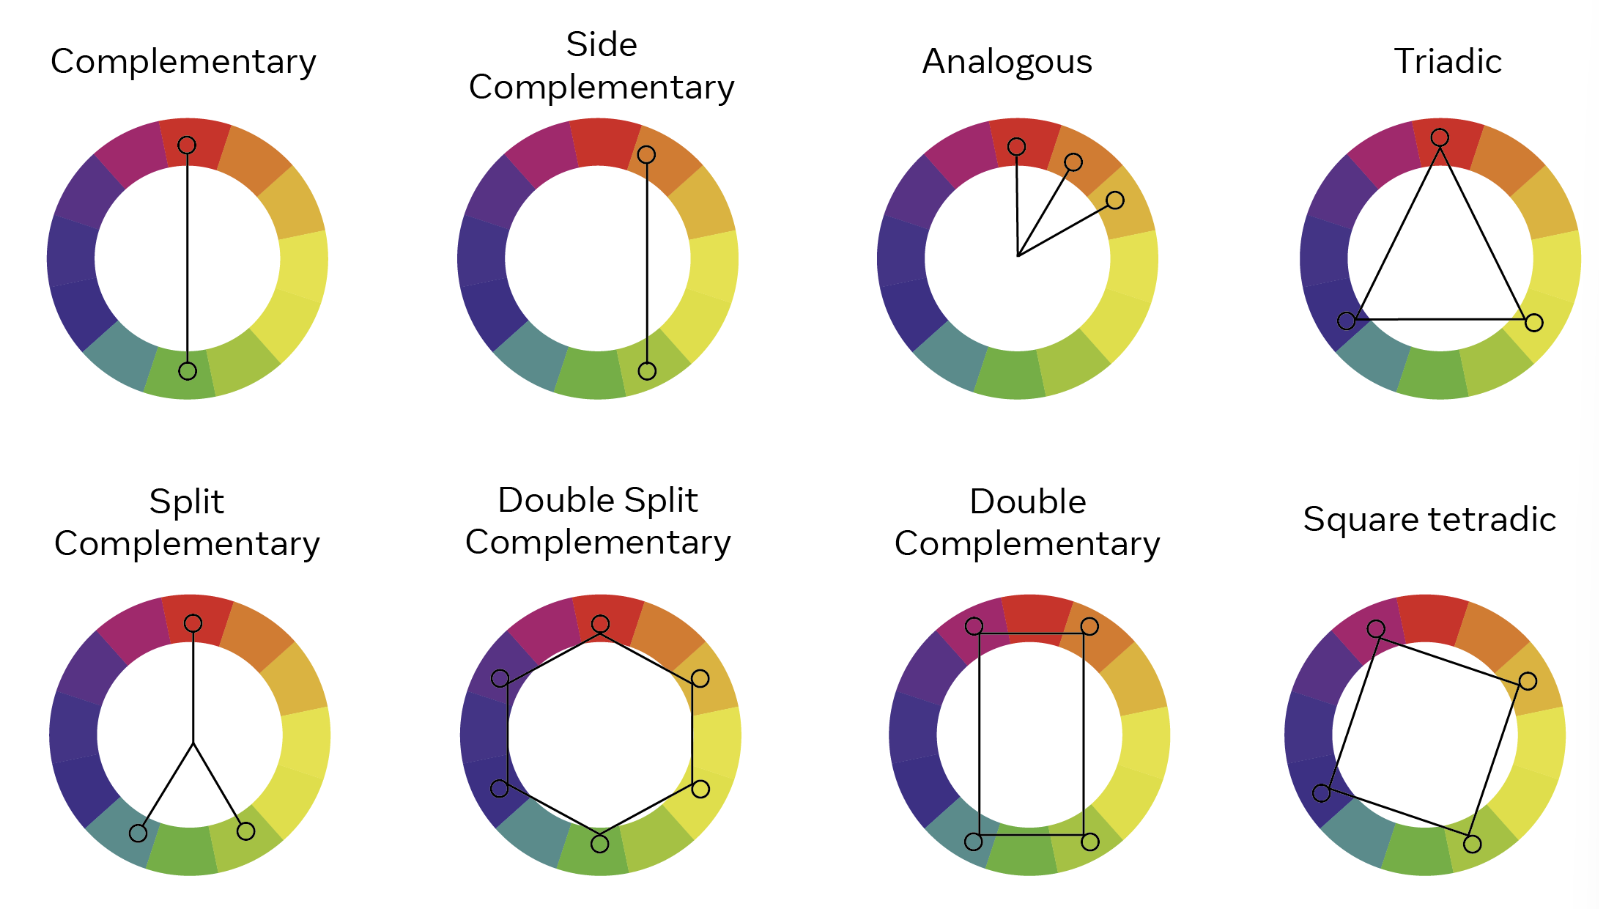 Complementary
Side
Complementary
Analogous
Triadic
Split
Complementary
Double Split
Complementary
Double
Complementary
Square tetradic